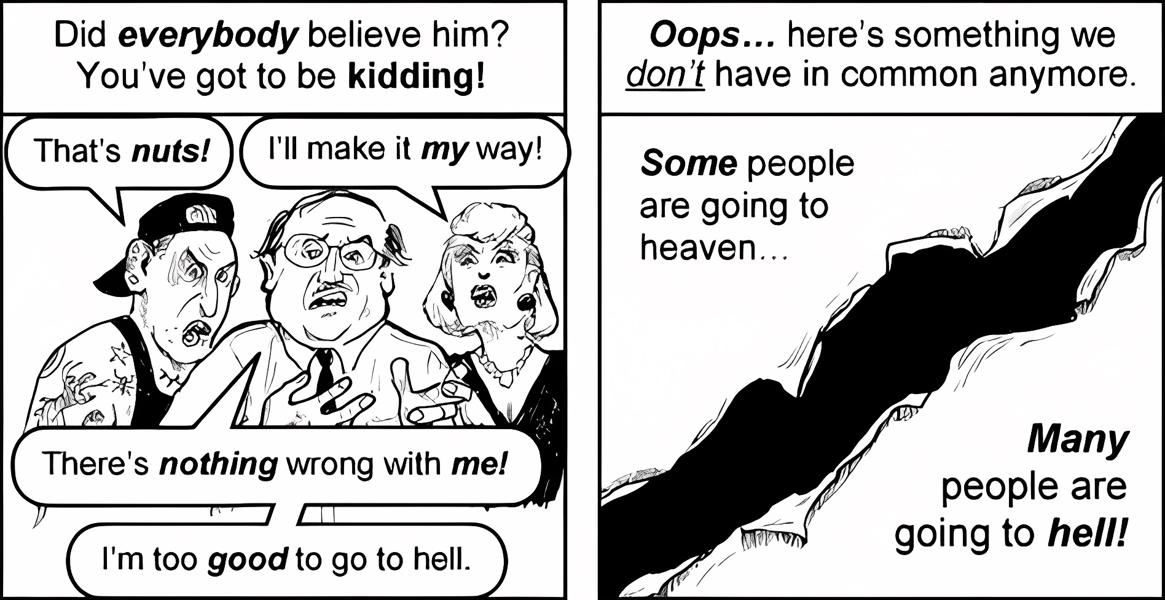 Did everybody believe him?
You've got to be kidding!
That's nuts!
I'll make it my way!
There's nothing wrong with me!
I'm too good to go to hell.
Oops... here's something we
don't have in common anymore.
Some people
are going to
heaven...
Many
people are
going to hell!